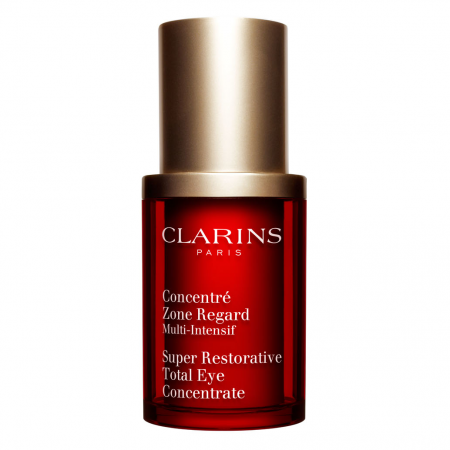 CLARINS
PARIS
Concentré
Zone Regard
Multi-Intensif
Super Restorative
Total Eye
Concentrate